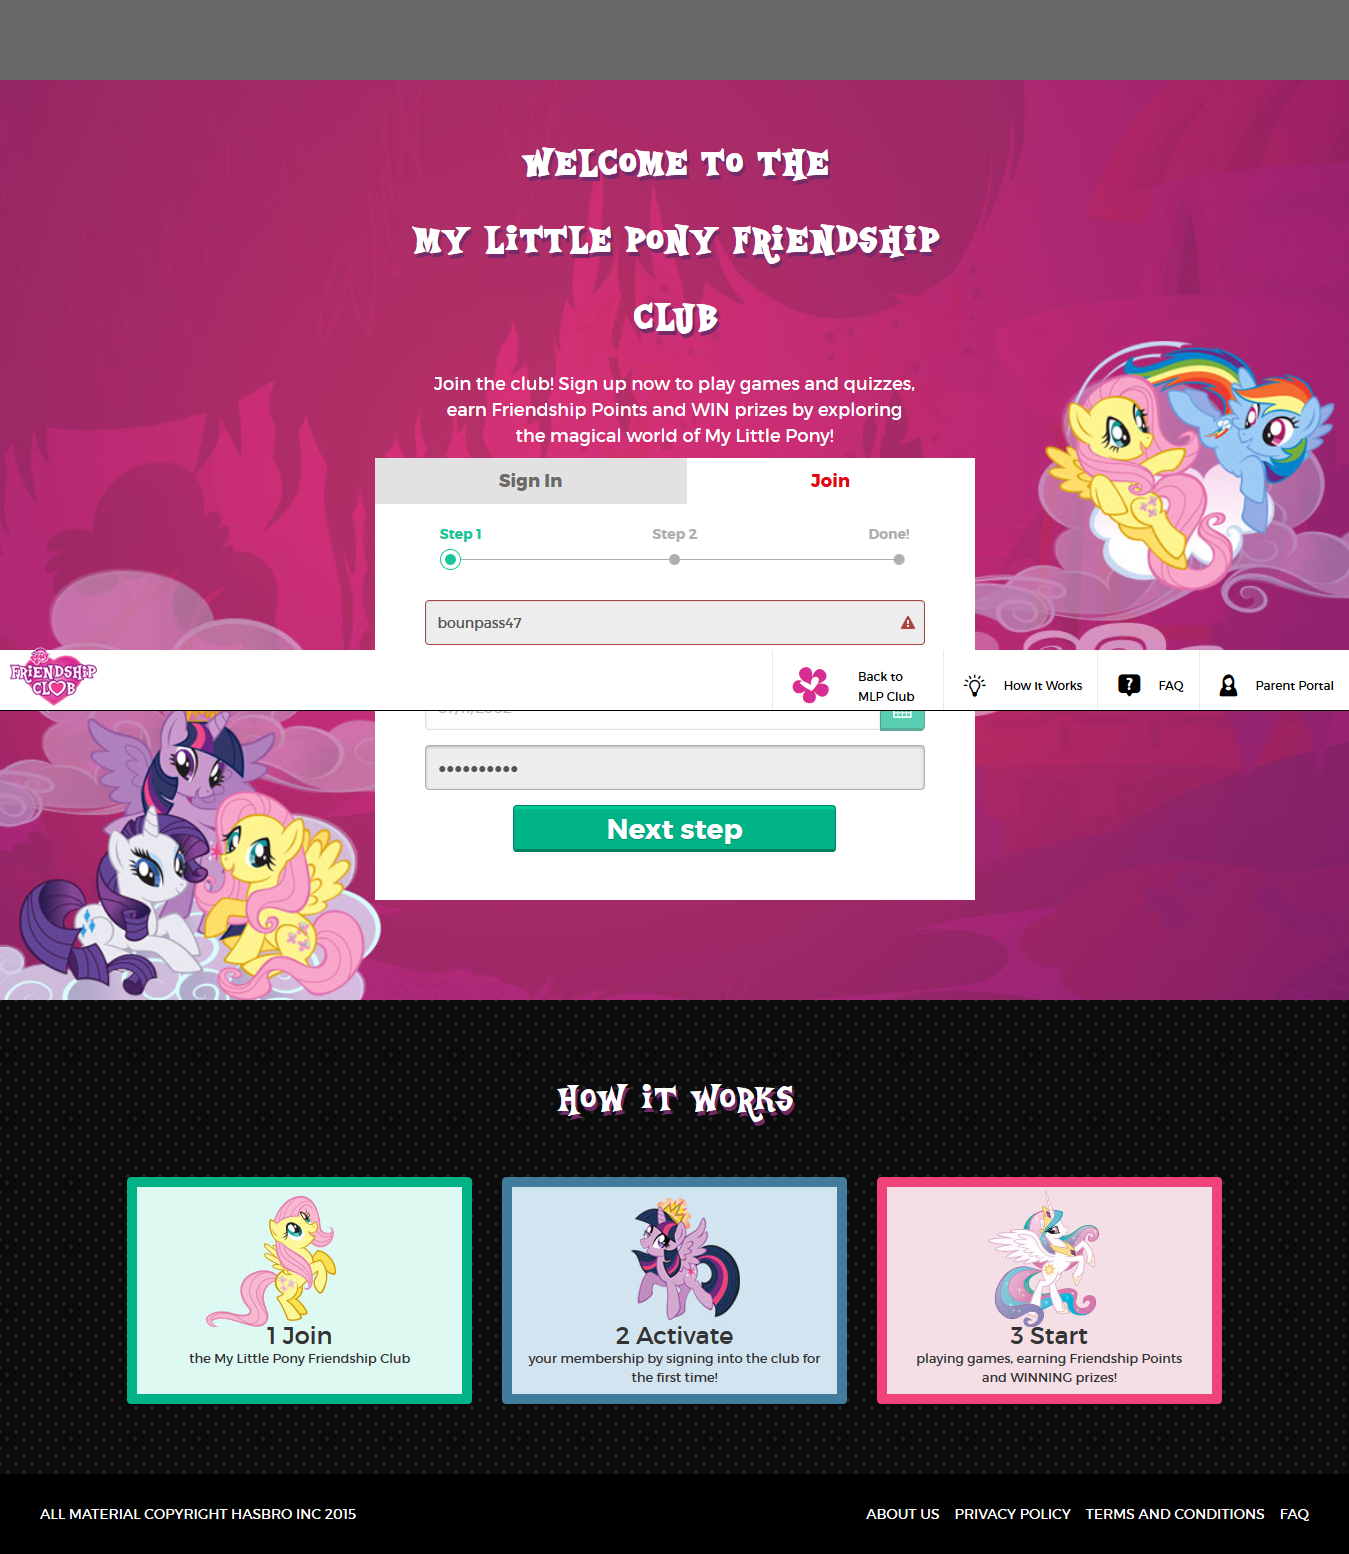 WELCOME TO THE
MY LITTLE PONY FRIENDSHIP
CLUB
Join the club! Sign up now to play games and quizzes,
earn Friendship Points and WIN prizes by exploring
the magical world of My Little Pony!
Sign In
Join
Step 1
Step 2
Done!
bounpass47
FRIENDSHIP
CLUB
Back to
MLP Club
How It Works
FAQ
Parent Portal
Next step
HOW IT WORKS
1 Join
the My Little Pony Friendship Club
2 Activate
your membership by signing into the club for
the first time!
3 Start
playing games, earning Friendship Points
and WINNING prizes!
ALL MATERIAL COPYRIGHT HASBRO INC 2015
ABOUT US
PRIVACY POLICY
TERMS AND CONDITIONS
FAQ